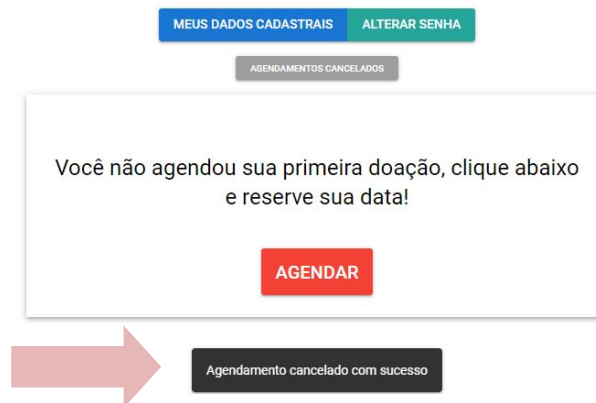 MEUS DADOS CADASTRAIS ALTERAR SENHA
AGENDAMENTOS CANCELADOS
Você não agendou sua primeira doação, clique abaixo
e reserve sua data!
AGENDAR
Agendamento cancelado com sucesso